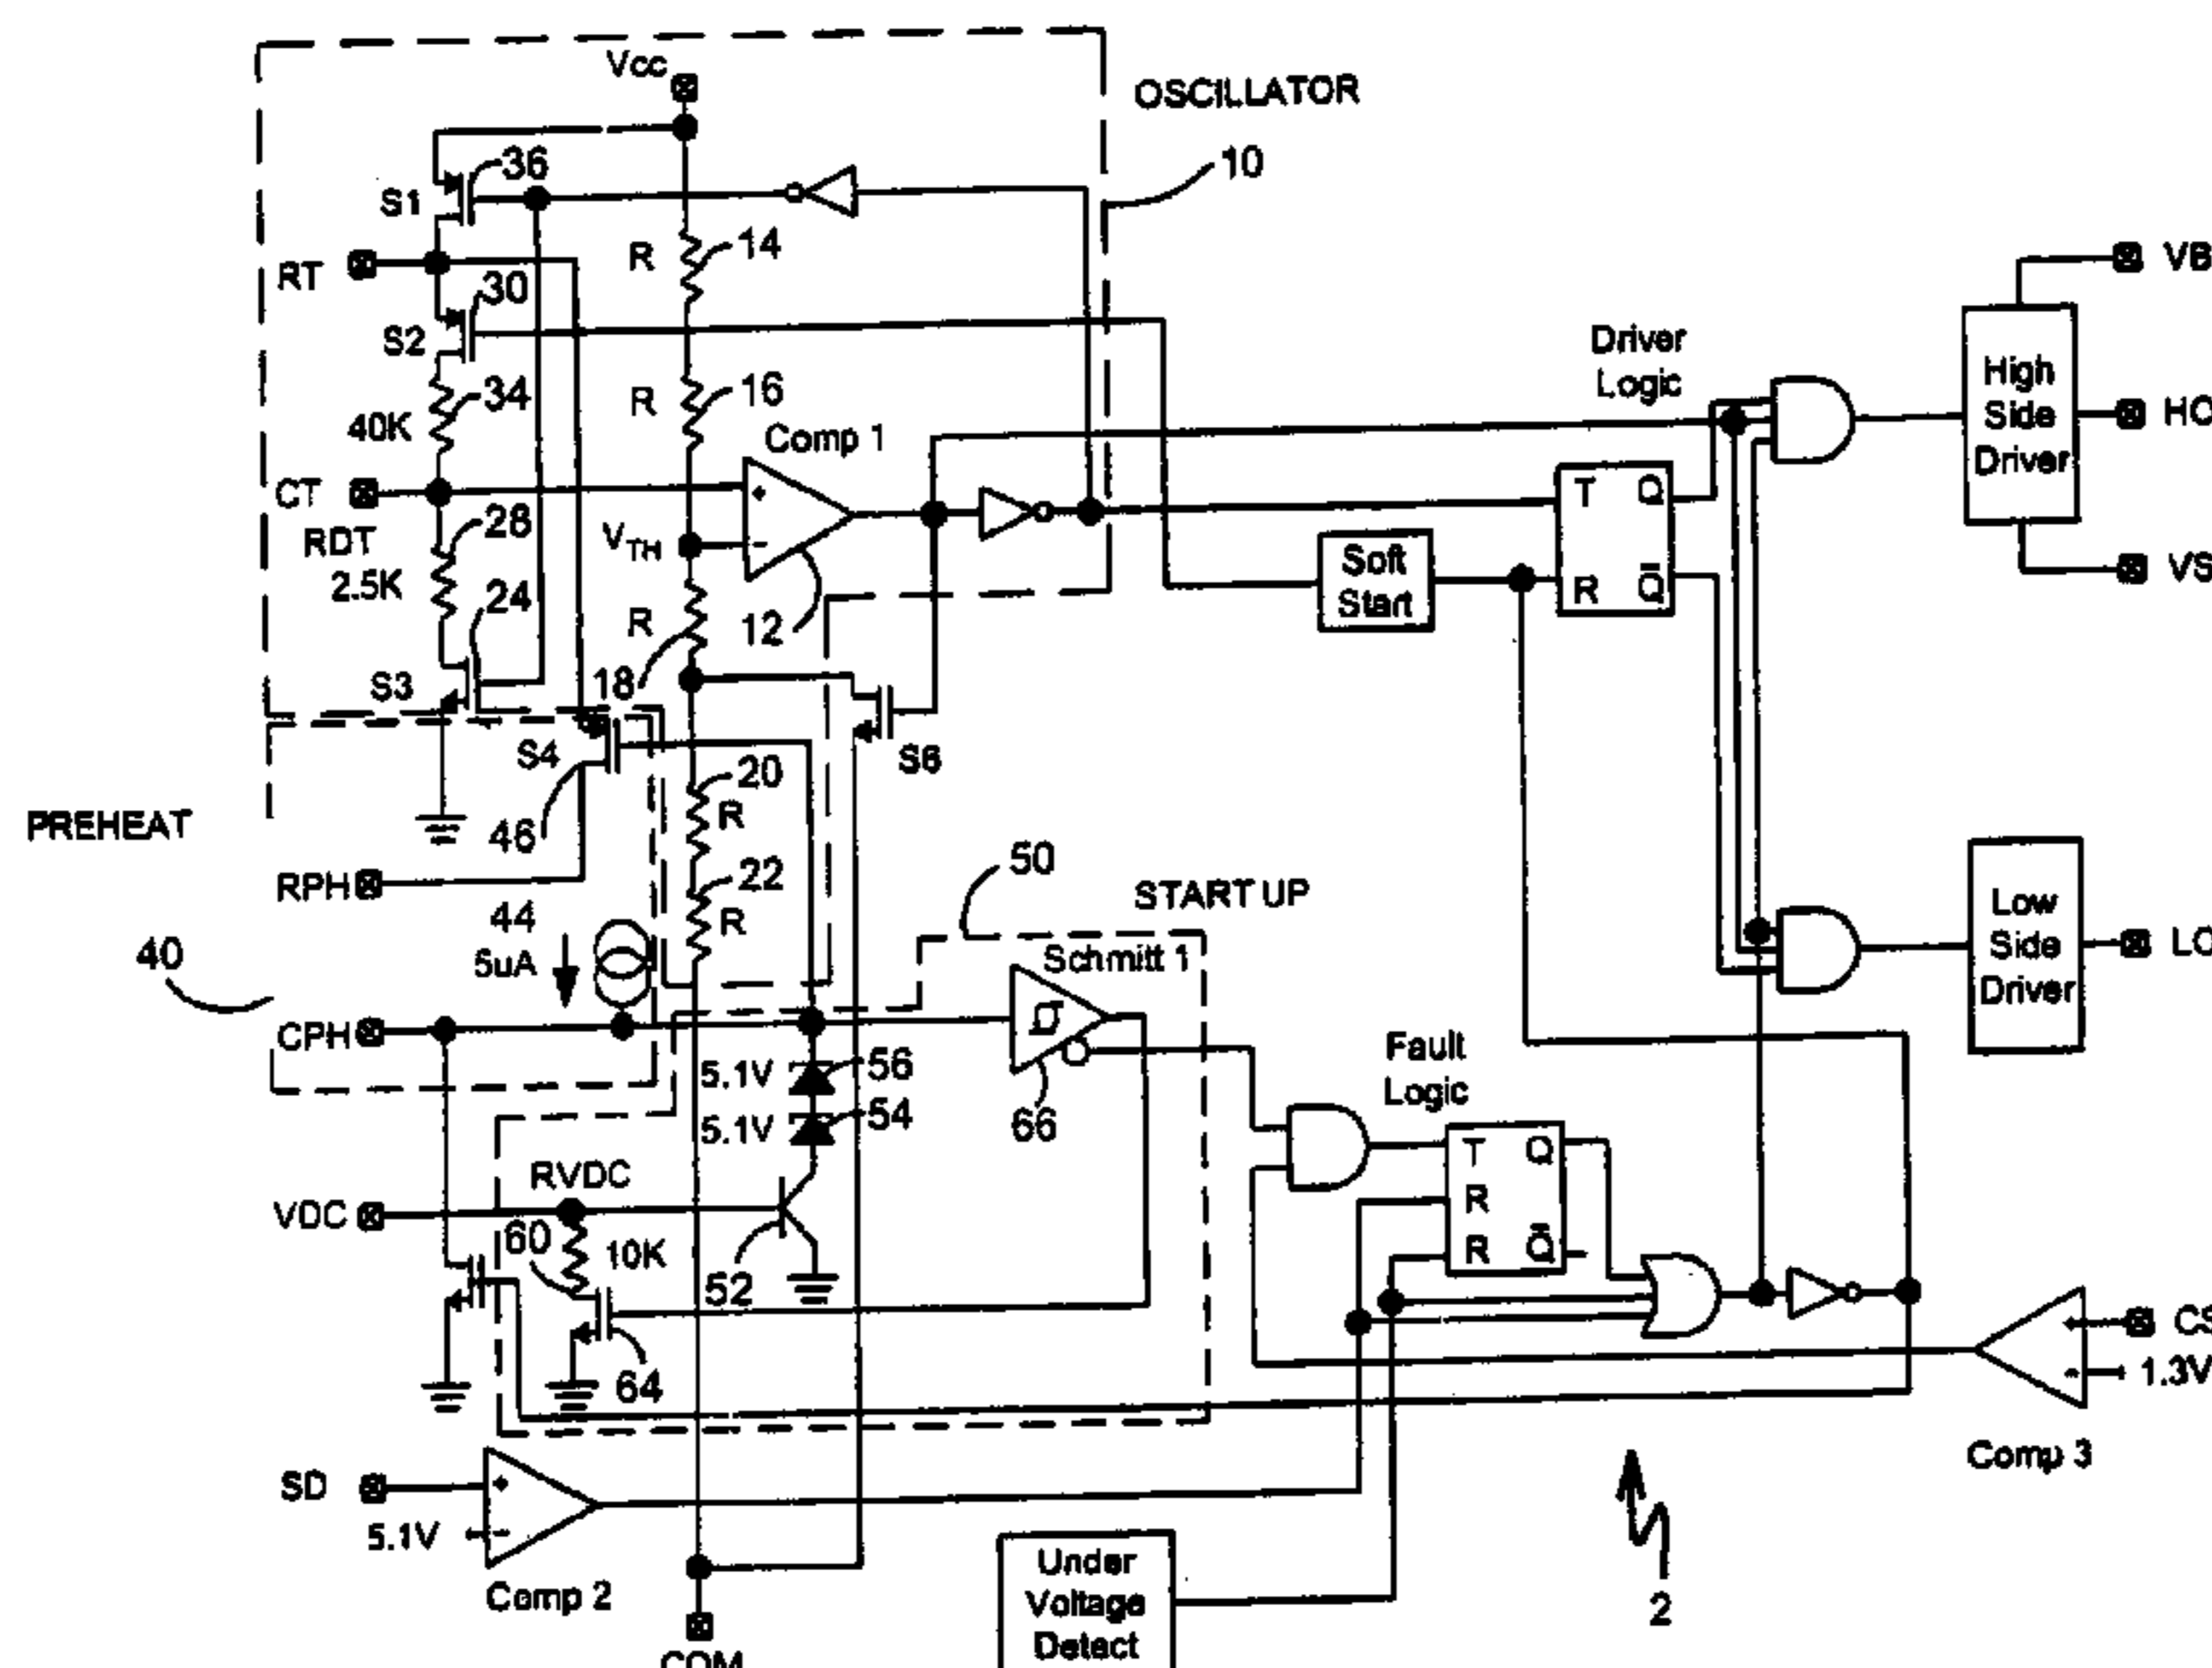 Vcc
OSCILLATOR
36
10
S1
R
14
RT
30
VB
S2
Driver
Logic
High
Side
Driver
34
40K
R
16
Comp 1
HO
CT
28
RDT
2.5K
VTH
T Q
Soft
Start
R Q̅
VS
24
R
12
S3
18
S4
S6
20
R
PREHEAT
46
50
RPH
22
R
START UP
44
5uA
Low
Side
Driver
LO
40
Schmitt 1
CPH
5.1V
56
Fault
Logic
5.1V
54
66
T Q
R
R Q̅
RVDC
VDC
60
10K
52
64
CS
1.3V
Comp 3
SD
5.1V
Comp 2
Under
Voltage
Detect
2
COM